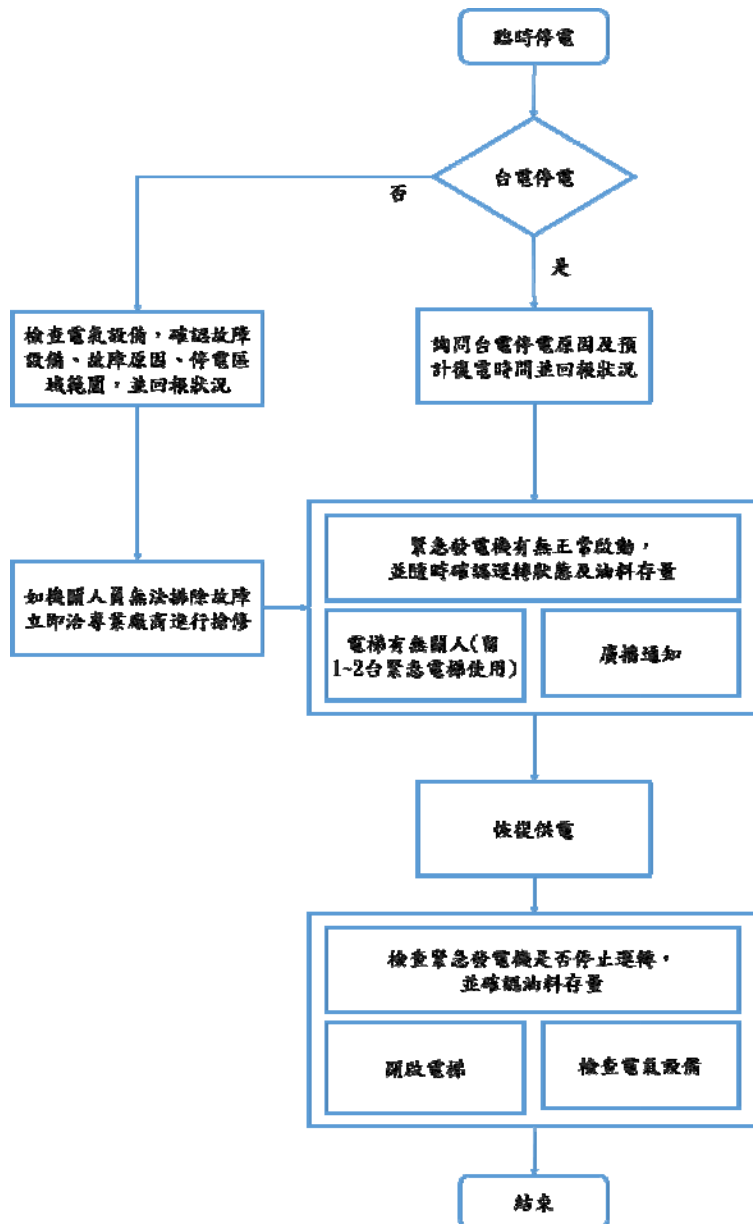 臨時停電
台電停電
否
是
檢查電氣設備，確認故障
設備、故障原因、停電區
域範圍，並回報狀況
詢問台電停電原因及預
計復電時間並回報狀況
緊急發電機有無正常啟動，
並隨時確認運轉狀態及油料存量
如機關人員無法排除故障
立即洽專業廠商進行搶修
電梯有無關人(留
1~2台緊急電梯使用)
廣播通知
恢復供電
檢查緊急發電機是否停止運轉，
並確認油料存量
開啟電梯
檢查電氣設備
結束